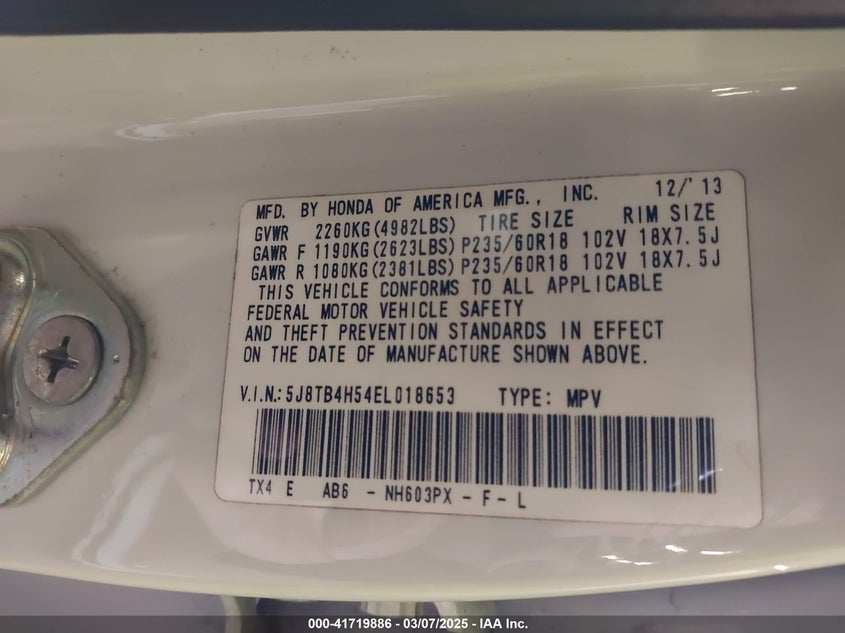 MFD. BY HONDA OF AMERICA MFG., INC. 12/'13
GVWR 2260KG(4982LBS) TIRE SIZE RIM SIZE
GAWR F 1190KG(2623LBS) P235/60R18 102V 18X7.5J
GAWR R 1080KG(2381LBS) P235/60R18 102V 18X7.5J
THIS VEHICLE CONFORMS TO ALL APPLICABLE
FEDERAL MOTOR VEHICLE SAFETY
AND THEFT PREVENTION STANDARDS IN EFFECT
ON THE DATE OF MANUFACTURE SHOWN ABOVE.
V.I.N.: 5J8TB4H54EL018653 TYPE: MPV
TX4 E AB6 - NH603PX - F - L
000-41719886 - 03/07/2025 - IAA Inc.